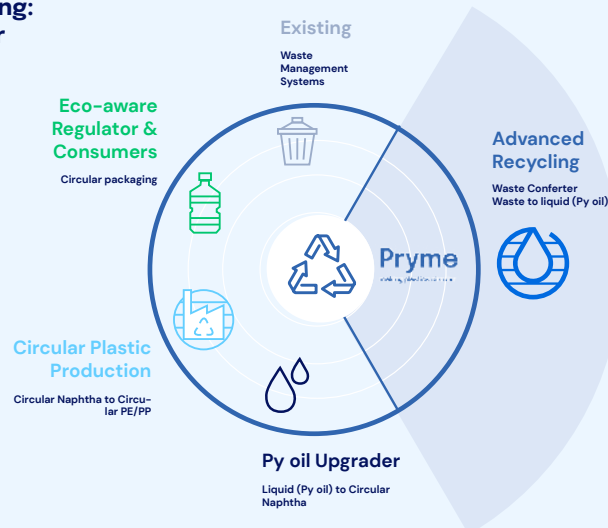 ng:
r
Existing
Waste
Management
Systems
Eco-aware
Regulator &
Consumers
Circular packaging
Advanced
Recycling
Waste Conferter
Waste to liquid (Py oil)
Pryme
Circular Plastic
Production
Circular Naphtha to Circu-
lar PE/PP
Py oil Upgrader
Liquid (Py oil) to Circular
Naphtha